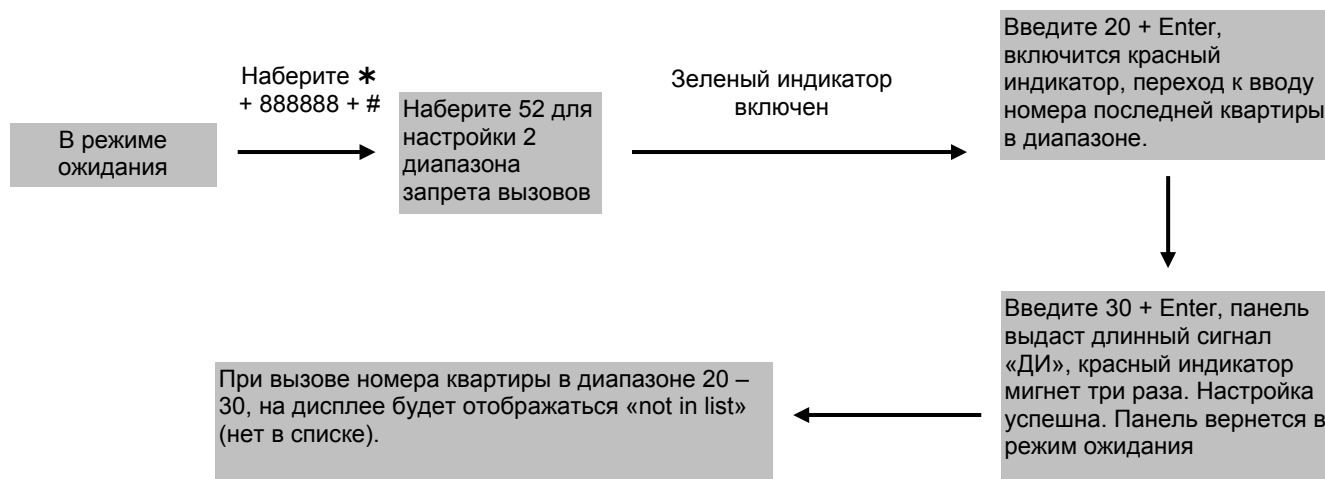 В режиме
ожидания
Наберите ∗
+ 888888 + #
Наберите 52 для
настройки 2
диапазона
запрета вызовов
Зеленый индикатор
включен
Введите 20 + Enter,
включится красный
индикатор, переход к вводу
номера последней квартиры
в диапазоне.
Введите 30 + Enter, панель
выдаст длинный сигнал
«ДИ», красный индикатор
мигнет три раза. Настройка
успешна. Панель вернется в
режим ожидания
При вызове номера квартиры в диапазоне 20 –
30, на дисплее будет отображаться «not in list»
(нет в списке).